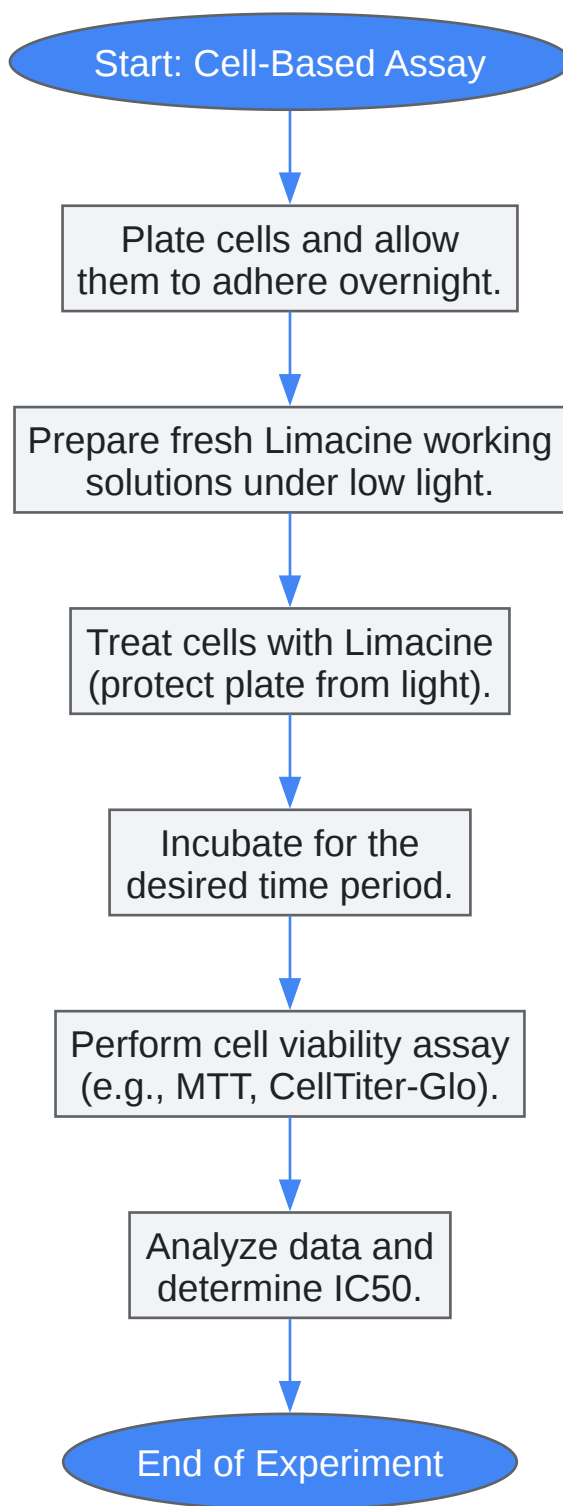 Start: Cell-Based Assay
Plate cells and allow
them to adhere overnight.
Prepare fresh Limacine working
solutions under low light.
Treat cells with Limacine
(protect plate from light).
Incubate for the
desired time period.
Perform cell viability assay
(e.g., MTT, CellTiter-Glo).
Analyze data and
determine IC50.
End of Experiment